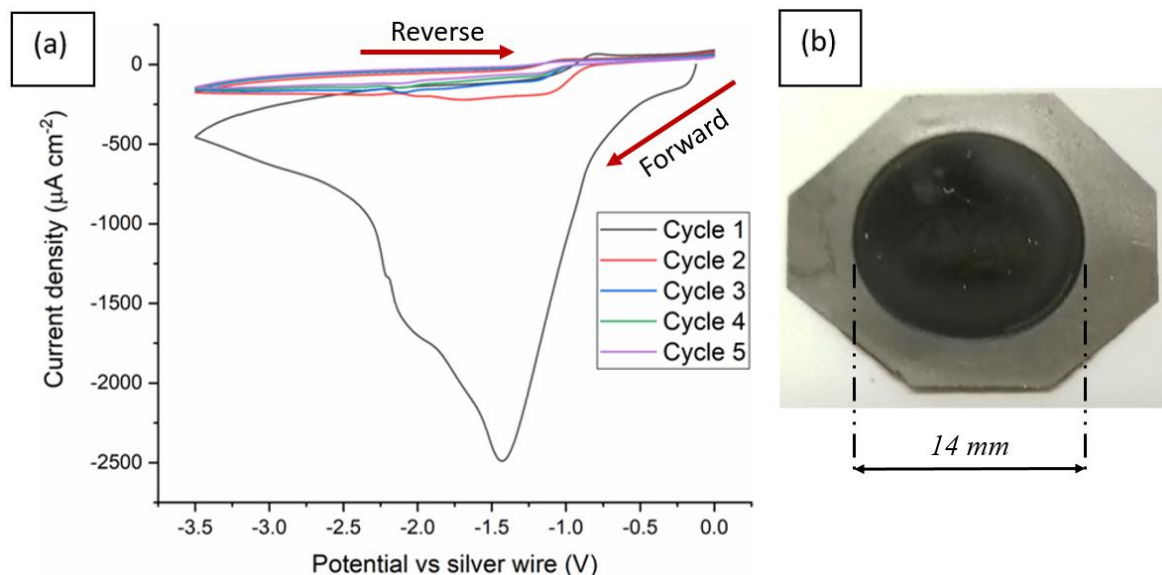 (a)
Reverse
Forward
0
-500
-1000
-1500
-2000
-2500
Current density (µA cm⁻²)
Cycle 1
Cycle 2
Cycle 3
Cycle 4
Cycle 5
-3.5 -3.0 -2.5 -2.0 -1.5 -1.0 -0.5 0.0
Potential vs silver wire (V)
(b)
14 mm